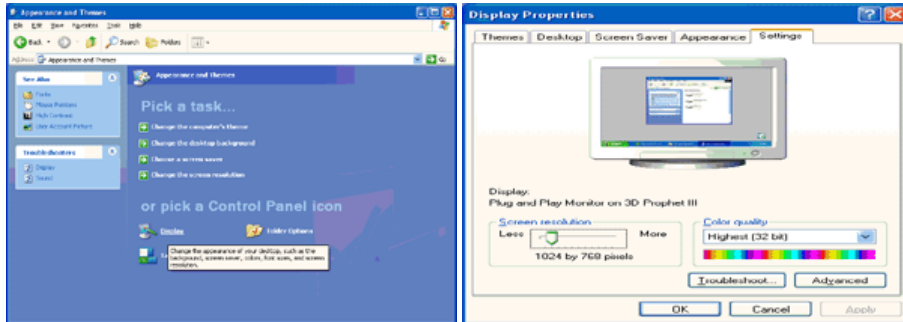 Appearance and Themes
File Edit View Favorites Tools Help
Back Search Folders
Address Appearance and Themes
See Also
Fonts
Mouse Pointers
High Contrast
User Account Picture
Troubleshooters
Display
Sound
Appearance and Themes
Pick a task...
Change the computer's theme
Change the desktop background
Choose a screen saver
Change the screen resolution
or pick a Control Panel icon
Display Folder Options
Change the appearance of your desktop, such as the
background, screen saver, colors, font sizes, and screen
resolution.
Display Properties
Themes Desktop Screen Saver Appearance Settings
Display:
Plug and Play Monitor on 3D Prophet III
Screen resolution
Less More
1024 by 768 pixels
Color quality
Highest (32 bit)
Troubleshoot... Advanced
OK Cancel Apply